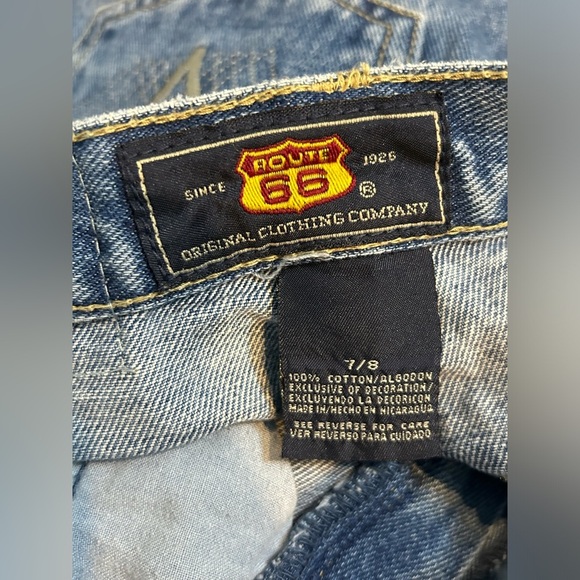 ROUTE
66
SINCE 1926
®
ORIGINAL CLOTHING COMPANY
7/8
100% COTTON/ALGODON
EXCLUSIVE OF DECORATION/
EXCLUYENDO LA DECORICON
MADE IN/HECHO EN NICARAGUA
SEE REVERSE FOR CARE
VER REVERSO PARA CUIDADO